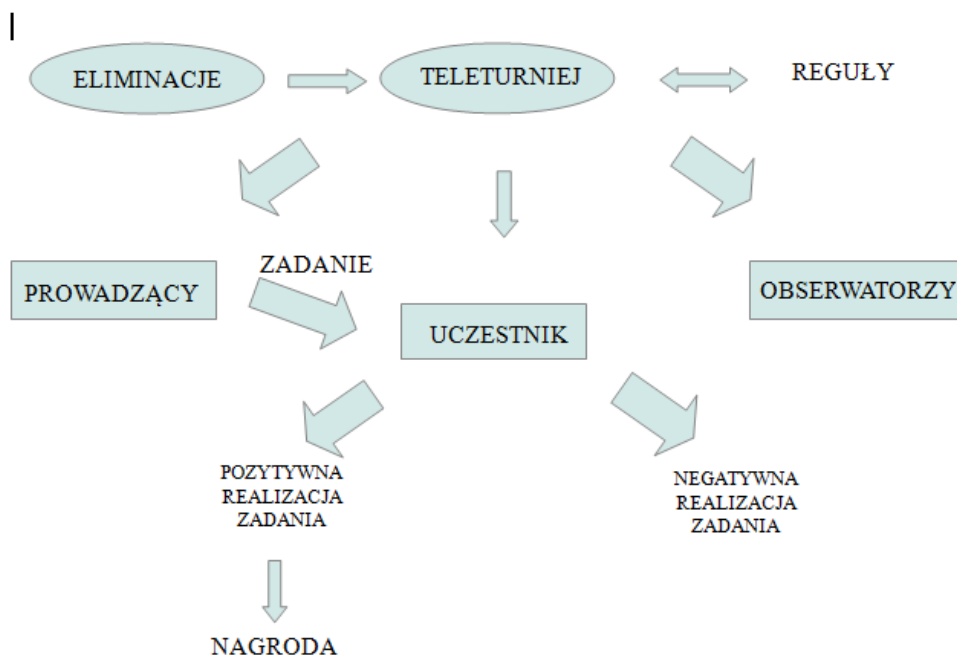 ELIMINACJE
TELETURNIEJ
REGUŁY
PROWADZĄCY
ZADANIE
UCZESTNIK
OBSERWATORZY
POZYTYWNA
REALIZACJA
ZADANIA
NEGATYWNA
REALIZACJA
ZADANIA
NAGRODA